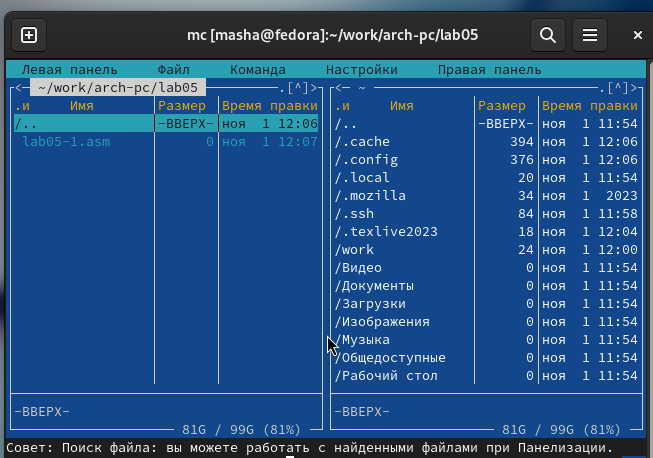 mc [masha@fedora]:~/work/arch-pc/lab05
Левая панель Файл Команда Настройки Правая панель
<— ~/work/arch-pc/lab05 .[^]>
.и Имя Размер Время правки
/.. -ВВЕРХ- ноя 1 12:06
lab05-1.asm 0 ноя 1 12:07
-ВВЕРХ-
81G / 99G (81%)
<— ~ .[^]>
.и Имя Размер Время правки
/.. -ВВЕРХ- ноя 1 11:54
/.cache 394 ноя 1 12:06
/.config 376 ноя 1 12:06
/.local 20 ноя 1 11:54
/.mozilla 34 ноя 1 2023
/.ssh 84 ноя 1 11:58
/.texlive2023 18 ноя 1 12:04
/work 24 ноя 1 12:00
/Видео 0 ноя 1 11:54
/Документы 0 ноя 1 11:54
/Загрузки 0 ноя 1 11:54
/Изображения 0 ноя 1 11:54
/Музыка 0 ноя 1 11:54
/Общедоступные 0 ноя 1 11:54
/Рабочий стол 0 ноя 1 11:54
-ВВЕРХ-
81G / 99G (81%)
Совет: Поиск файла: вы можете работать с найденными файлами при Панелизации.